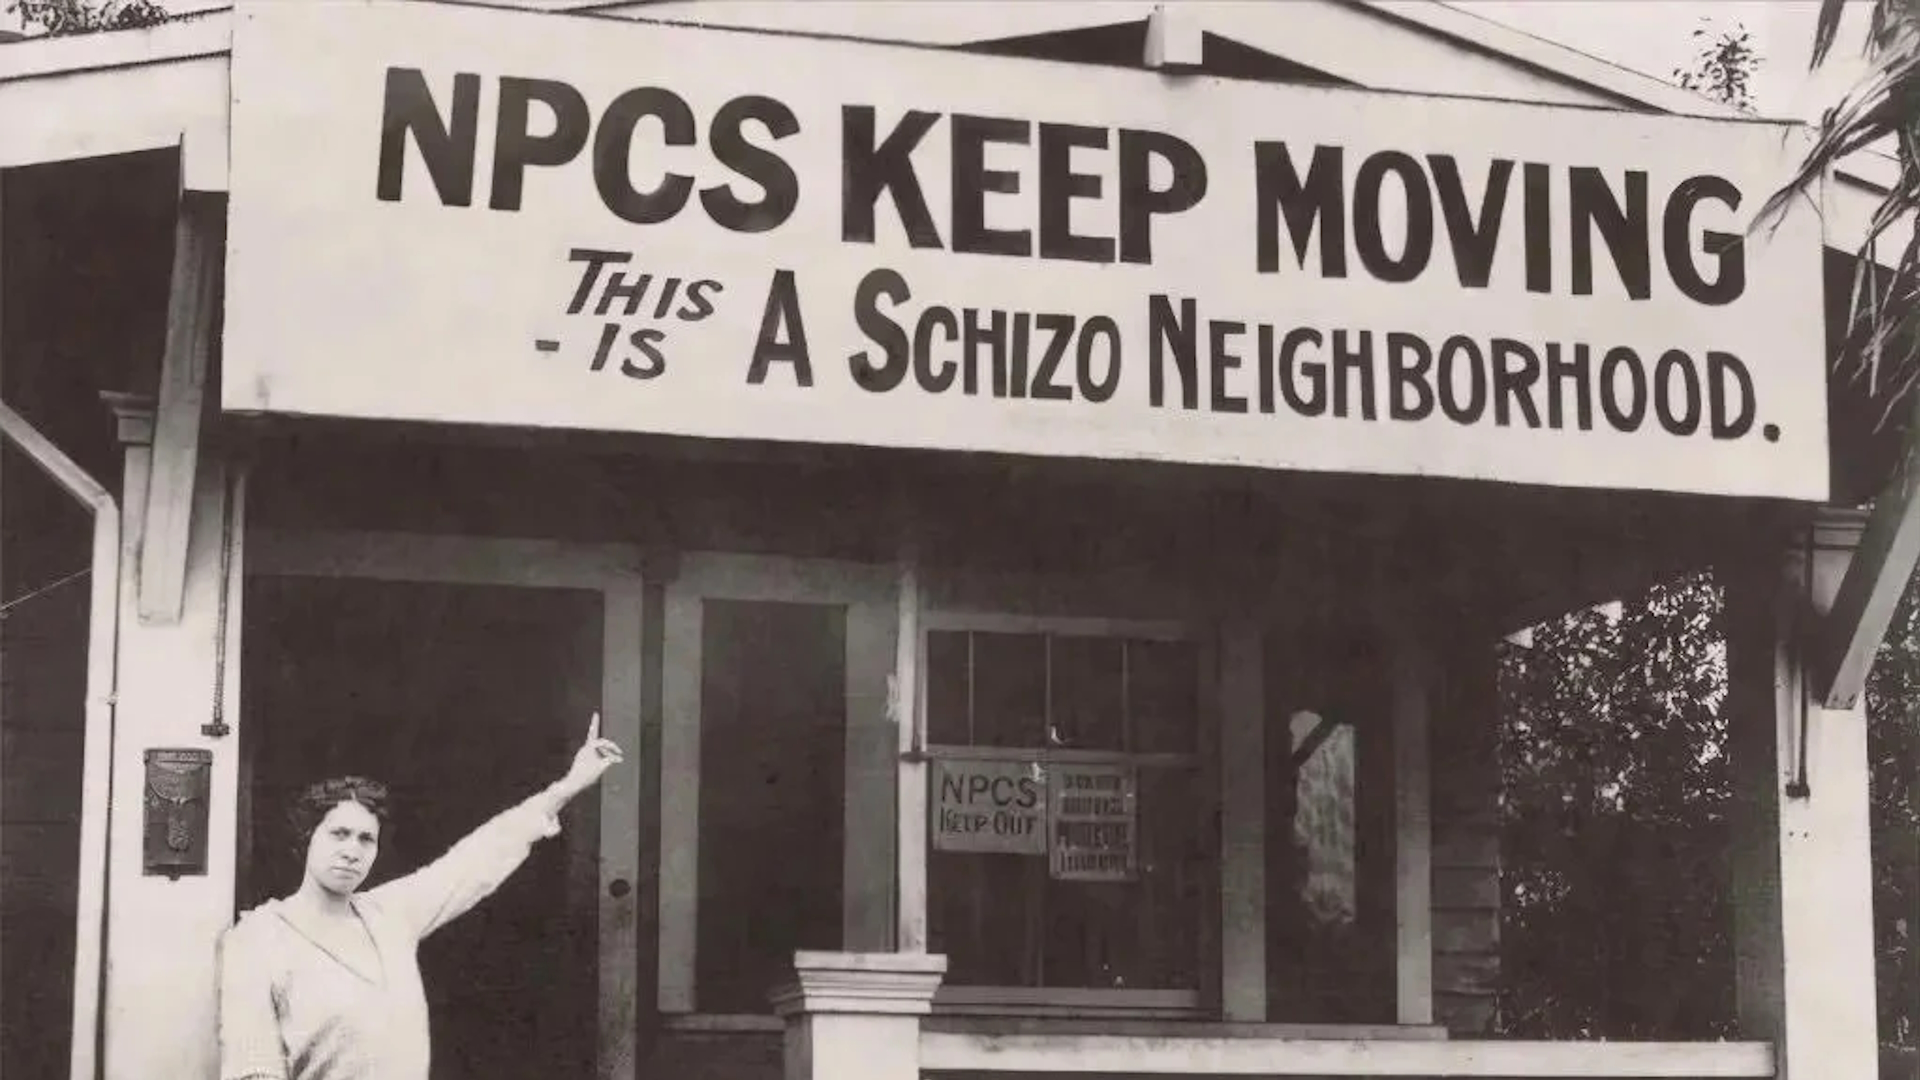 NPCS KEEP MOVING
THIS
- IS A SCHIZO NEIGHBORHOOD.
NPCS
KEEP OUT